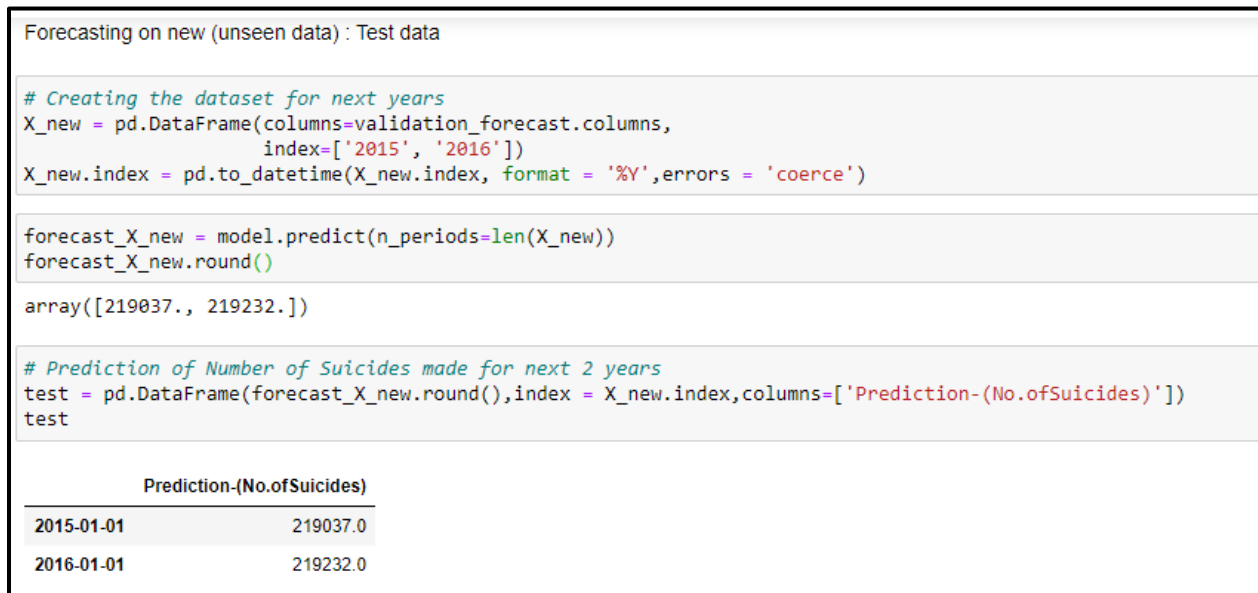 Forecasting on new (unseen data) : Test data
# Creating the dataset for next years
X_new = pd.DataFrame(columns=validation_forecast.columns,
                     index=['2015', '2016'])
X_new.index = pd.to_datetime(X_new.index, format = '%Y',errors = 'coerce')
forecast_X_new = model.predict(n_periods=len(X_new))
forecast_X_new.round()
array([219037., 219232.])
# Prediction of Number of Suicides made for next 2 years
test = pd.DataFrame(forecast_X_new.round(),index = X_new.index,columns=['Prediction-(No.ofSuicides)'])
test
Prediction-(No.ofSuicides)
2015-01-01 219037.0
2016-01-01 219232.0